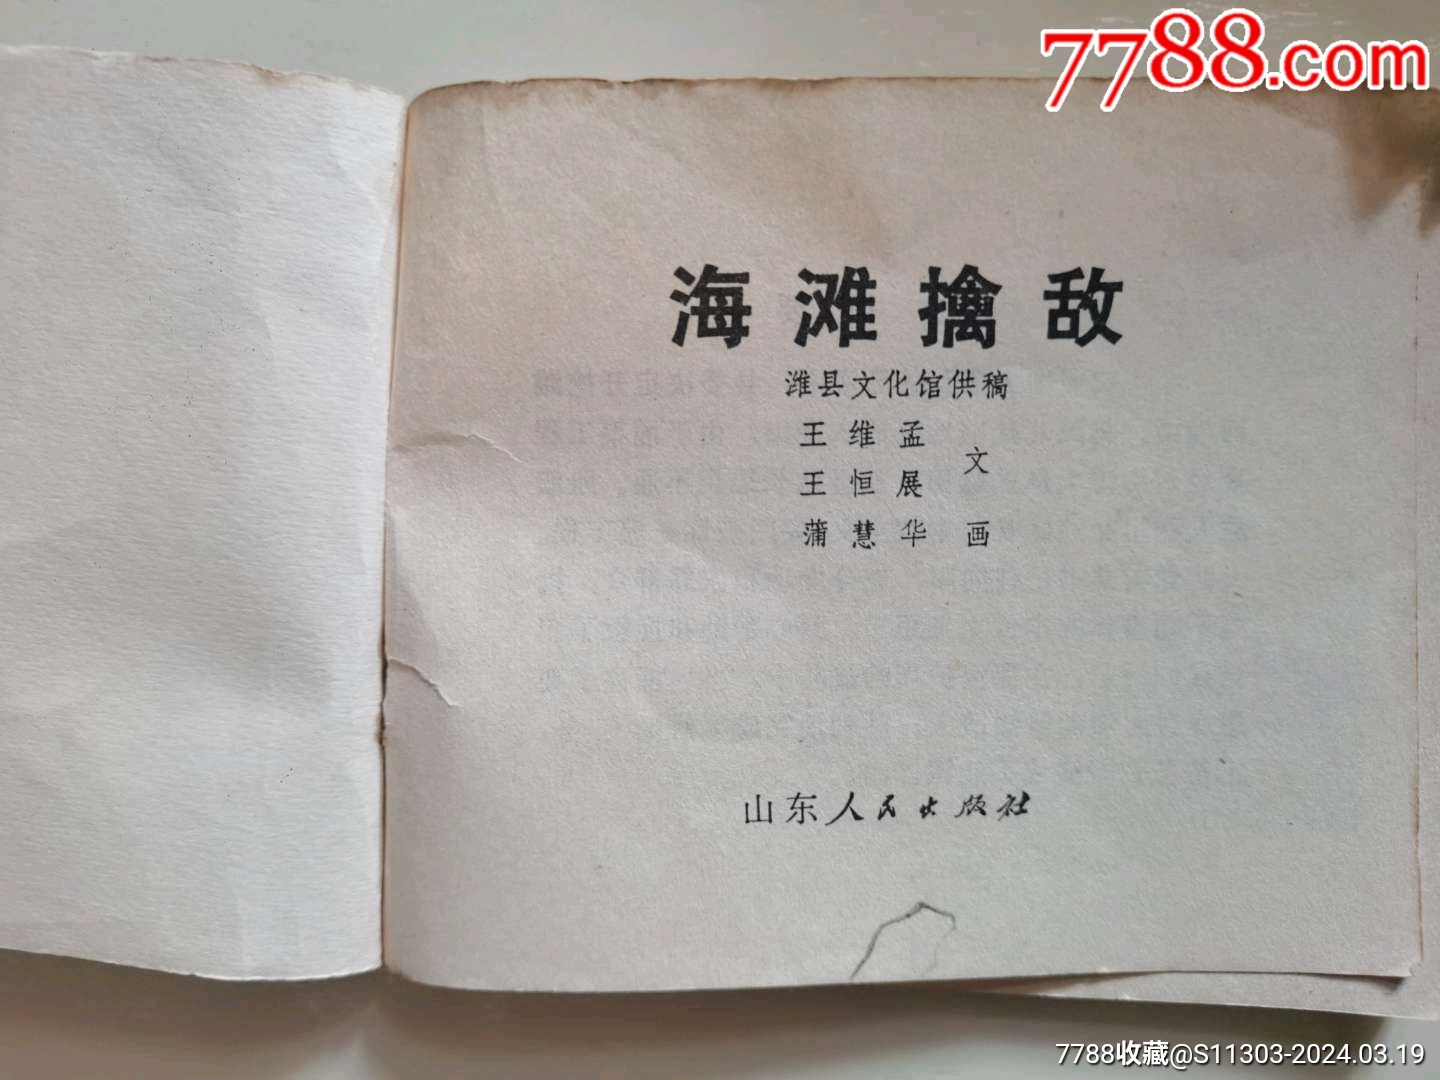 7788.com
海滩擒敌
潍县文化馆供稿
王维孟
王恒展 文
蒲慧华 画
山东人民出版社
7788收藏@S11303-2024.03.19